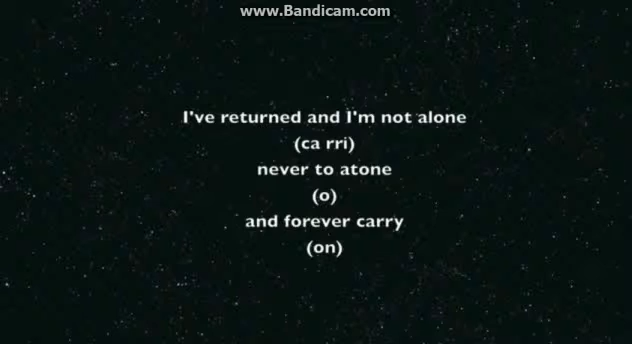 www.Bandicam.com
I've returned and I'm not alone
(ca rri)
never to atone
(o)
and forever carry
(on)